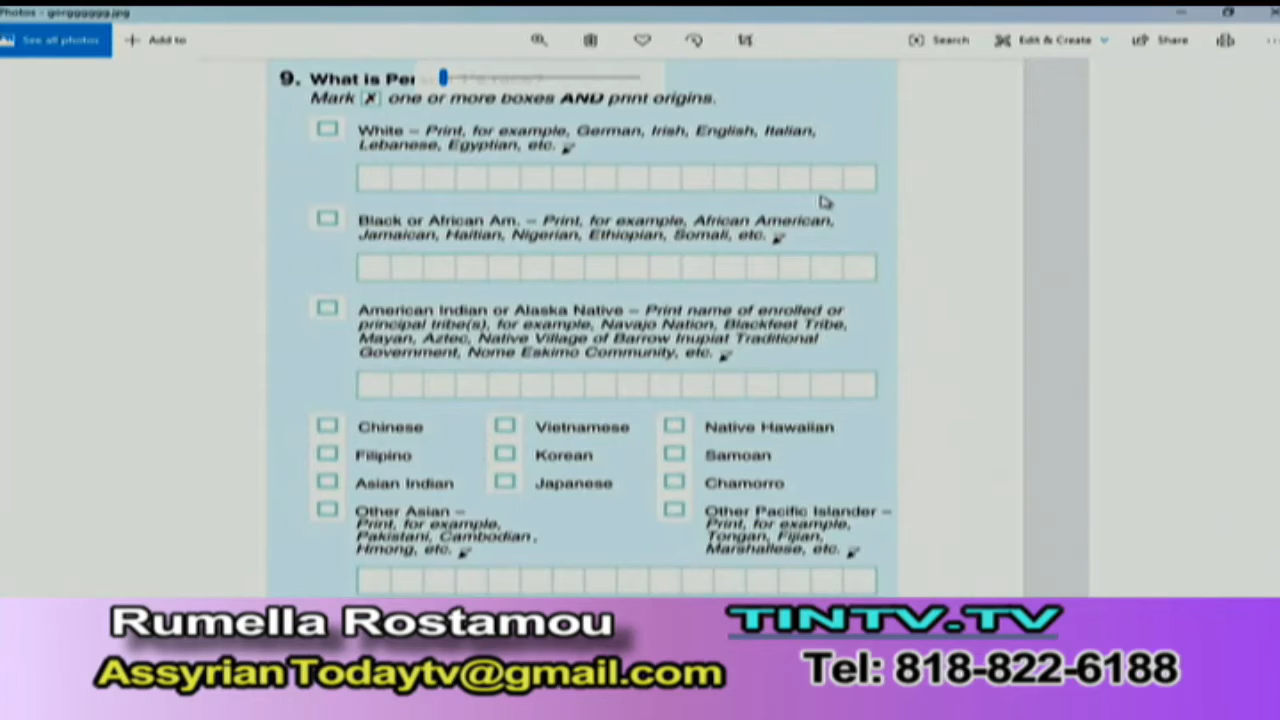 Photos - gorgggggg.jpg
See all photos
+ Add to
Search
Edit & Create
Share
9. What is Per
Mark X one or more boxes AND print origins.
White – Print, for example, German, Irish, English, Italian,
Lebanese, Egyptian, etc.
Black or African Am. – Print, for example, African American,
Jamaican, Haitian, Nigerian, Ethiopian, Somali, etc.
American Indian or Alaska Native – Print name of enrolled or
principal tribe(s), for example, Navajo Nation, Blackfeet Tribe,
Mayan, Aztec, Native Village of Barrow Inupiat Traditional
Government, Nome Eskimo Community, etc.
Chinese
Vietnamese
Native Hawaiian
Filipino
Korean
Samoan
Asian Indian
Japanese
Chamorro
Other Asian –
Print, for example,
Pakistani, Cambodian,
Hmong, etc.
Other Pacific Islander –
Print, for example,
Tongan, Fijian,
Marshallese, etc.
Rumella Rostamou
TINTV.TV
AssyrianTodaytv@gmail.com
Tel: 818-822-6188